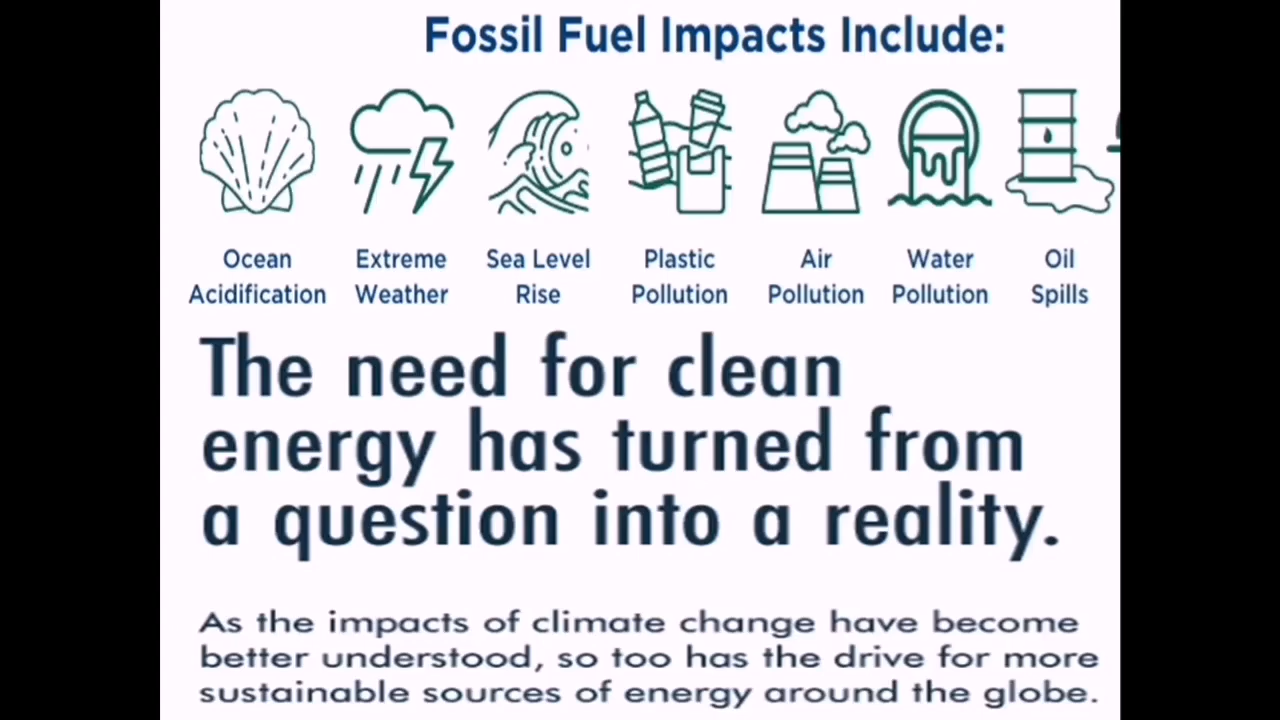 Fossil Fuel Impacts Include:
Ocean Acidification
Extreme Weather
Sea Level Rise
Plastic Pollution
Air Pollution
Water Pollution
Oil Spills
The need for clean
energy has turned from
a question into a reality.
As the impacts of climate change have become
better understood, so too has the drive for more
sustainable sources of energy around the globe.